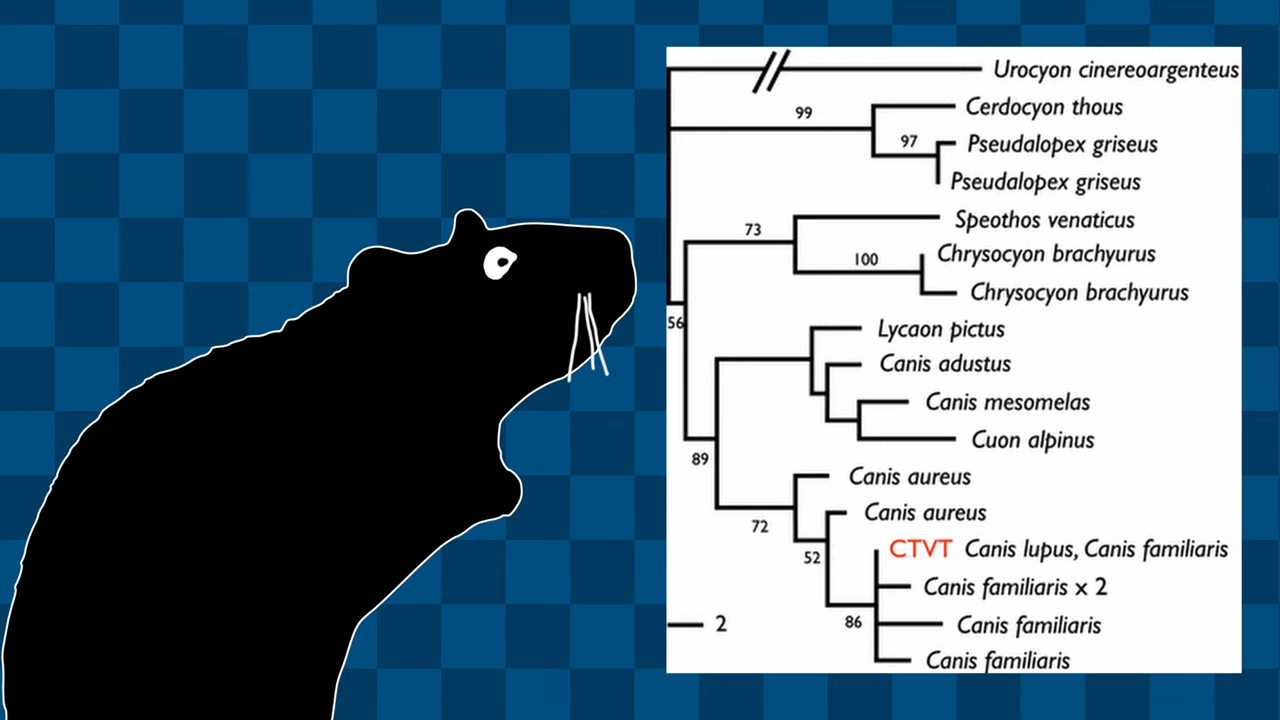 Urocyon cinereoargenteus
99
Cerdocyon thous
97
Pseudalopex griseus
Pseudalopex griseus
73
Speothos venaticus
100
Chrysocyon brachyurus
Chrysocyon brachyurus
56
Lycaon pictus
Canis adustus
Canis mesomelas
Cuon alpinus
89
Canis aureus
72
Canis aureus
52
CTVT Canis lupus, Canis familiaris
Canis familiaris x 2
86
Canis familiaris
2
Canis familiaris